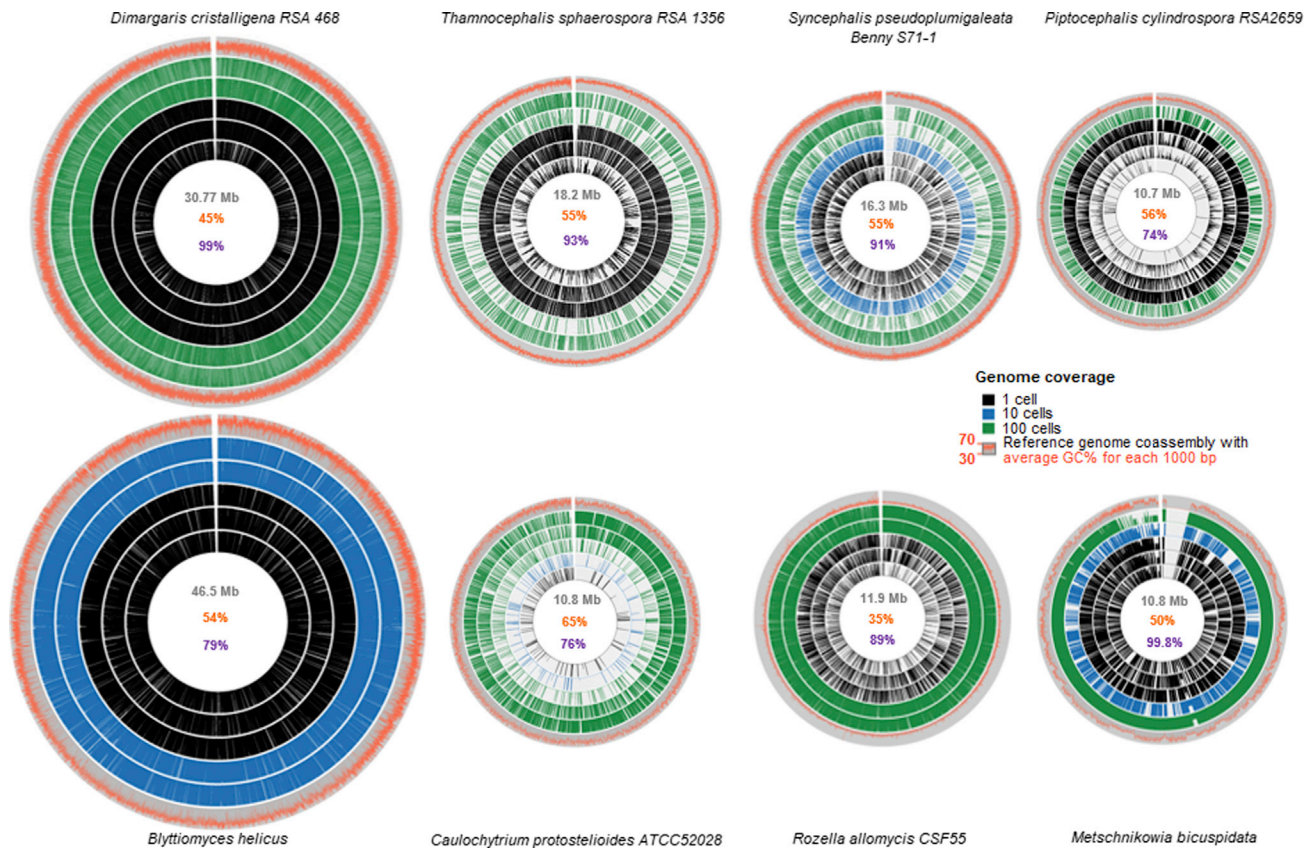 Dimargaris cristalligena RSA 468
Thamnocephalis sphaerospora RSA 1356
Syncephalis pseudoplumigaleata
Benny S71-1
Piptocephalis cylindrospora RSA2659
30.77 Mb
45%
99%
18.2 Mb
55%
93%
16.3 Mb
55%
91%
10.7 Mb
56%
74%
Genome coverage
1 cell
10 cells
100 cells
70
30
Reference genome coassembly with
average GC% for each 1000 bp
46.5 Mb
54%
79%
10.8 Mb
65%
76%
11.9 Mb
35%
89%
10.8 Mb
50%
99.8%
Blyttiomyces helicus
Caulochytrium protostelioides ATCC52028
Rozella allomycis CSF55
Metschnikowia bicuspidata